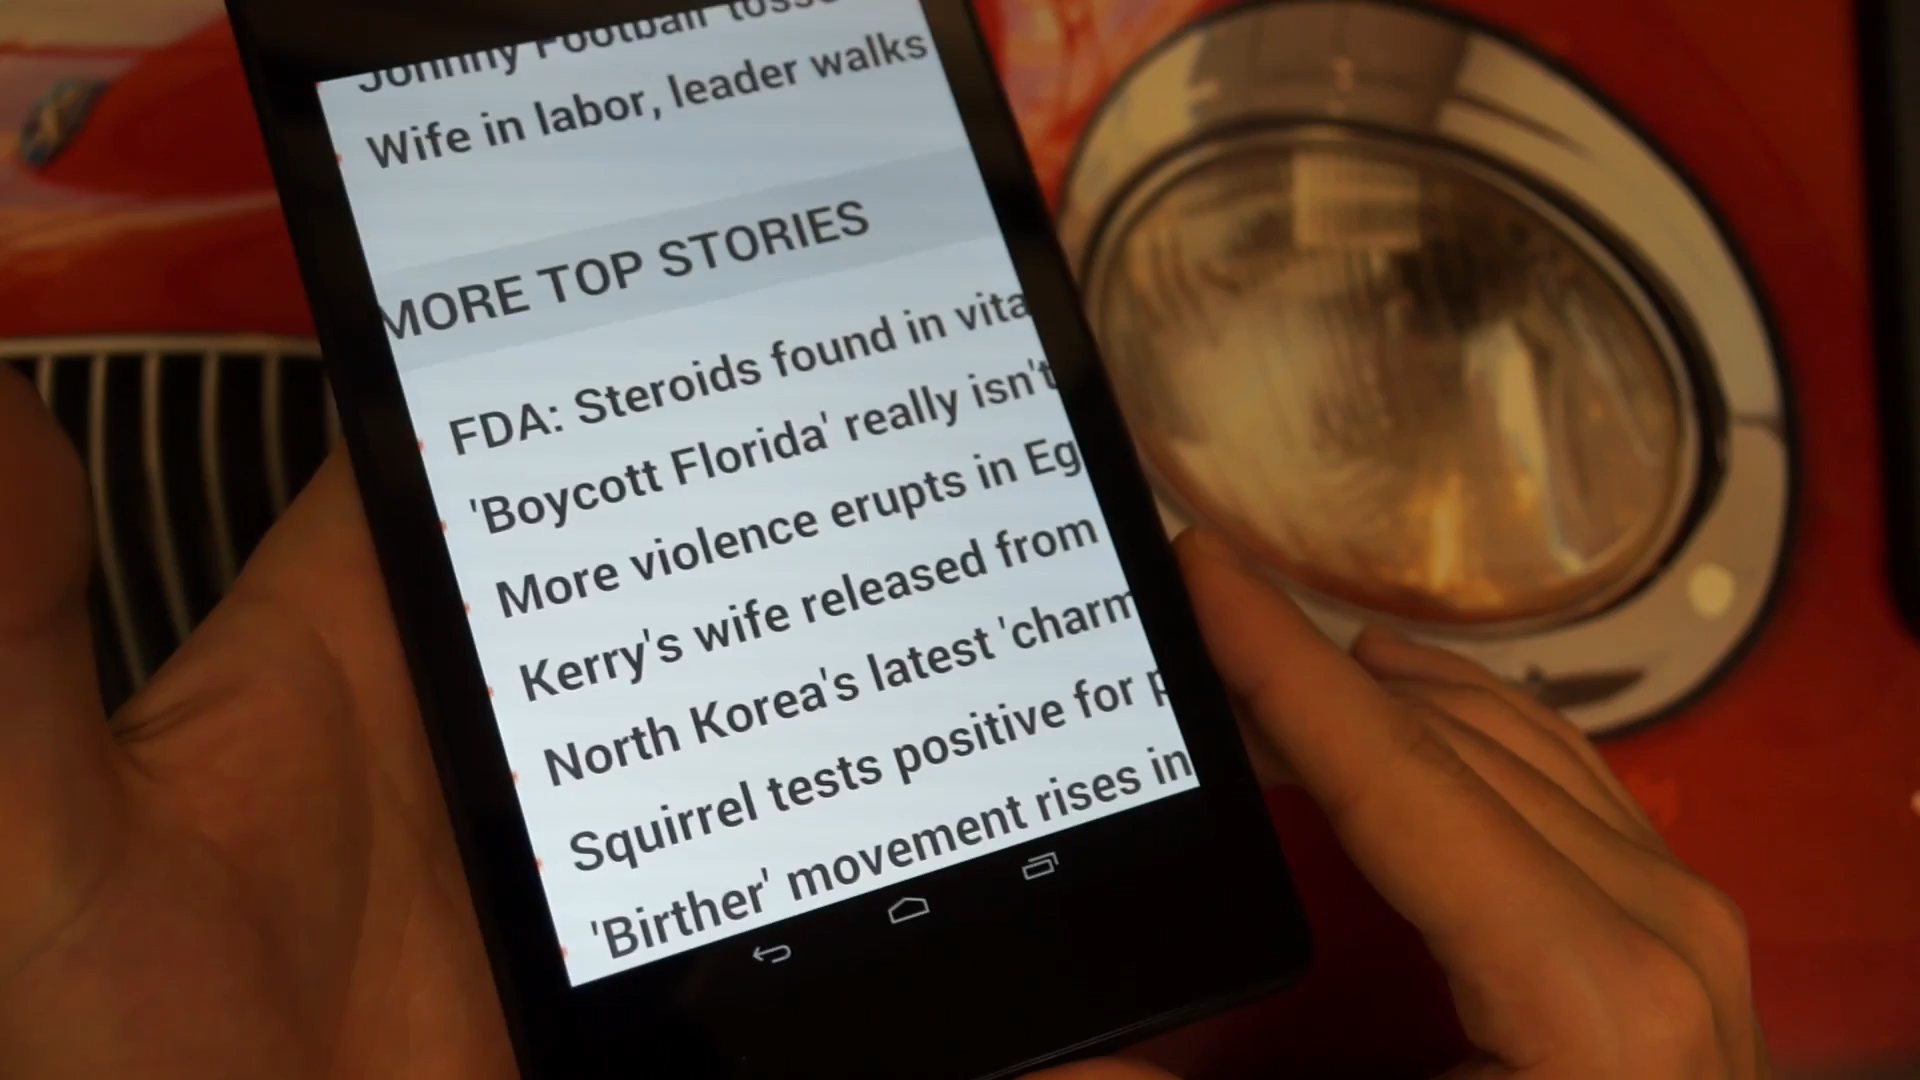 Johnny Football
Wife in labor, leader walks
MORE TOP STORIES
FDA: Steroids found in vita
'Boycott Florida' really isn't
More violence erupts in Eg
Kerry's wife released from
North Korea's latest 'charm
Squirrel tests positive for p
'Birther' movement rises in